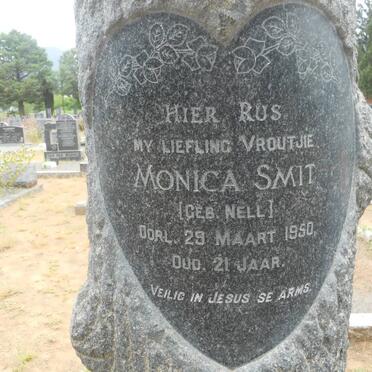 HIER RUS
MY LIEFLING VROUTJIE
MONICA SMIT
[GEB. NELL]
OORL. 29 MAART 1950.
OUD. 21 JAAR.
VEILIG IN JESUS SE ARMS.